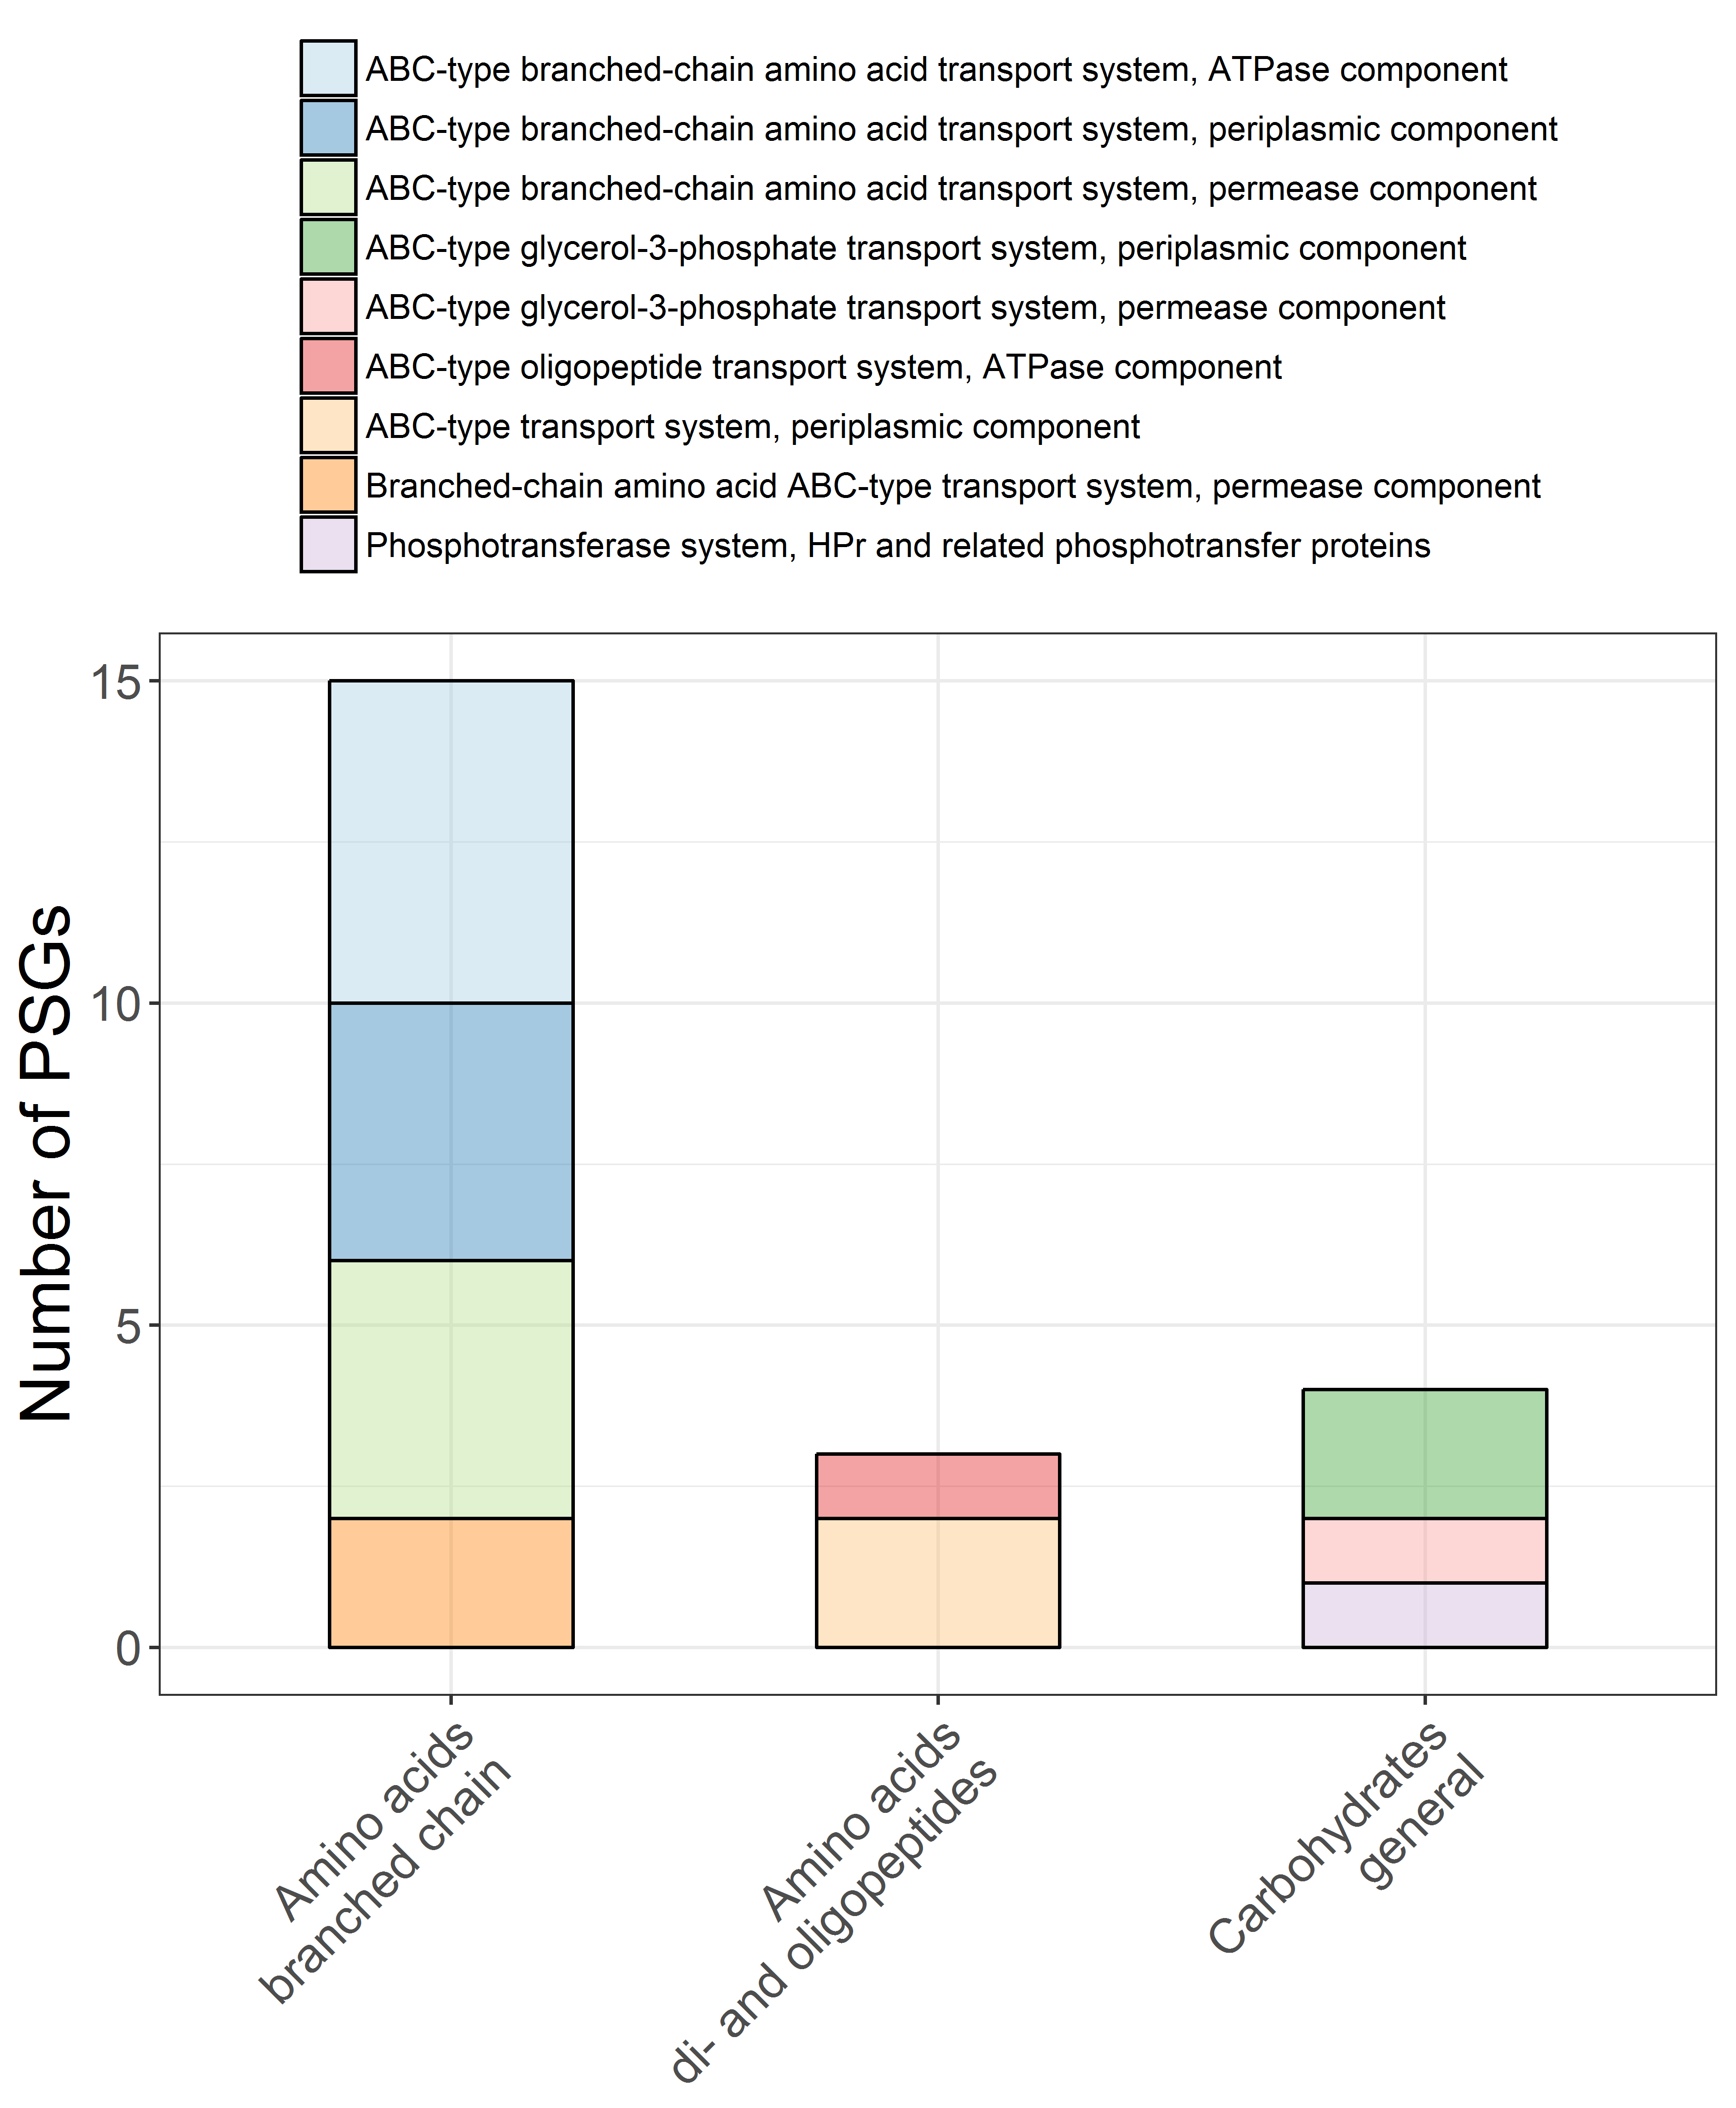 ABC-type branched-chain amino acid transport system, ATPase component
ABC-type branched-chain amino acid transport system, periplasmic component
ABC-type branched-chain amino acid transport system, permease component
ABC-type glycerol-3-phosphate transport system, periplasmic component
ABC-type glycerol-3-phosphate transport system, permease component
ABC-type oligopeptide transport system, ATPase component
ABC-type transport system, periplasmic component
Branched-chain amino acid ABC-type transport system, permease component
Phosphotransferase system, HPr and related phosphotransfer proteins
Number of PSGs
15
10
5
0
Amino acids
branched chain
Amino acids
di- and oligopeptides
Carbohydrates
general